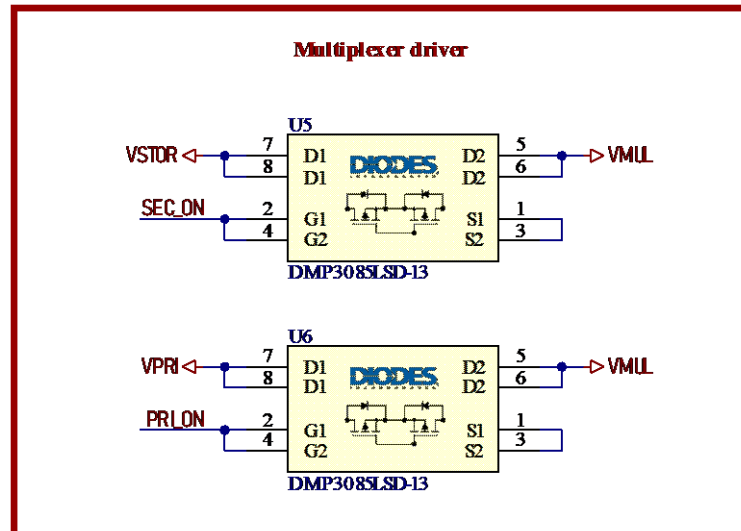 Multiplexer driver
U5
VSTOR 7 D1 DIODES D2 5 VMUL
8 D1 D2 6
SEC_ON 2 G1 S1 1
4 G2 S2 3
DMP3085LSD-13
U6
VPRI 7 D1 DIODES D2 5 VMUL
8 D1 D2 6
PRI_ON 2 G1 S1 1
4 G2 S2 3
DMP3085LSD-13